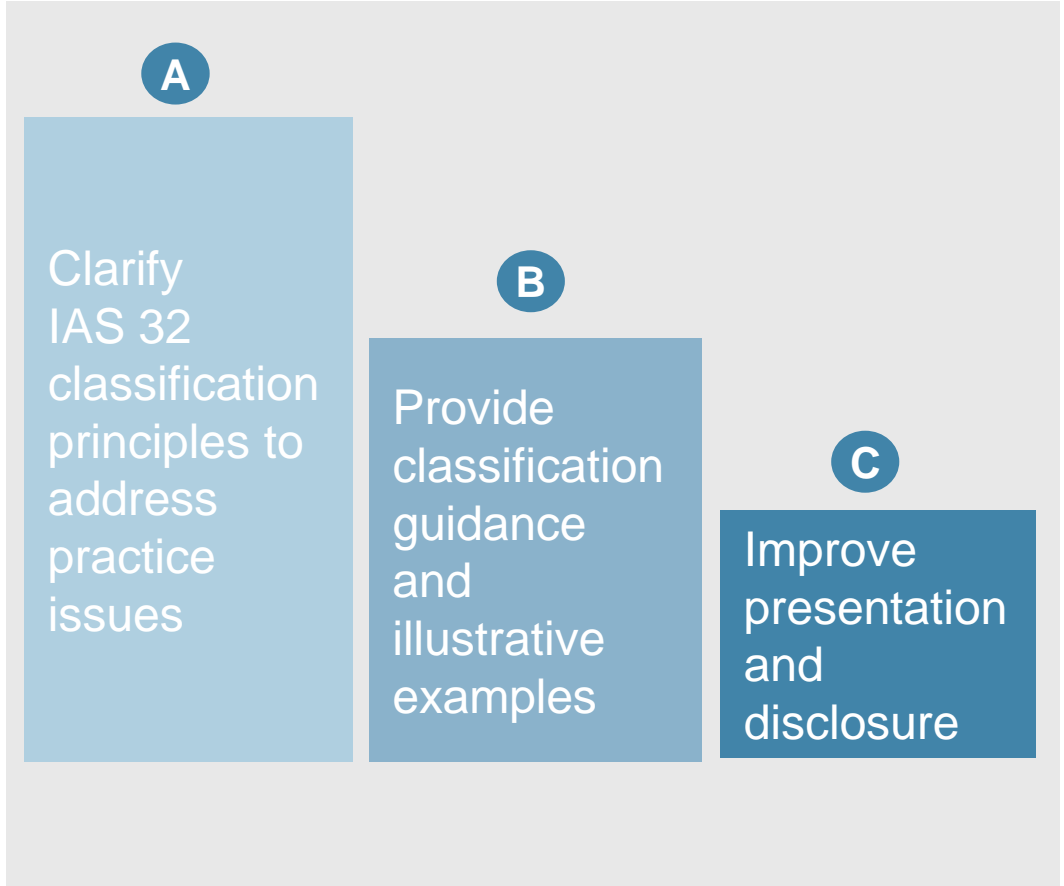 A
Clarify
IAS 32
classification
principles to
address
practice
issues
B
Provide
classification
guidance
and
illustrative
examples
C
Improve
presentation
and
disclosure